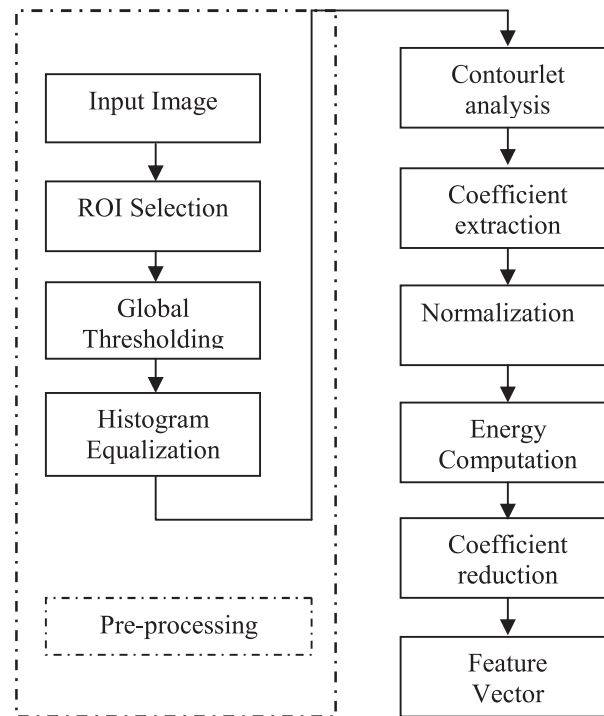 Input Image
ROI Selection
Global
Thresholding
Histogram
Equalization
Pre-processing
Contourlet
analysis
Coefficient
extraction
Normalization
Energy
Computation
Coefficient
reduction
Feature
Vector